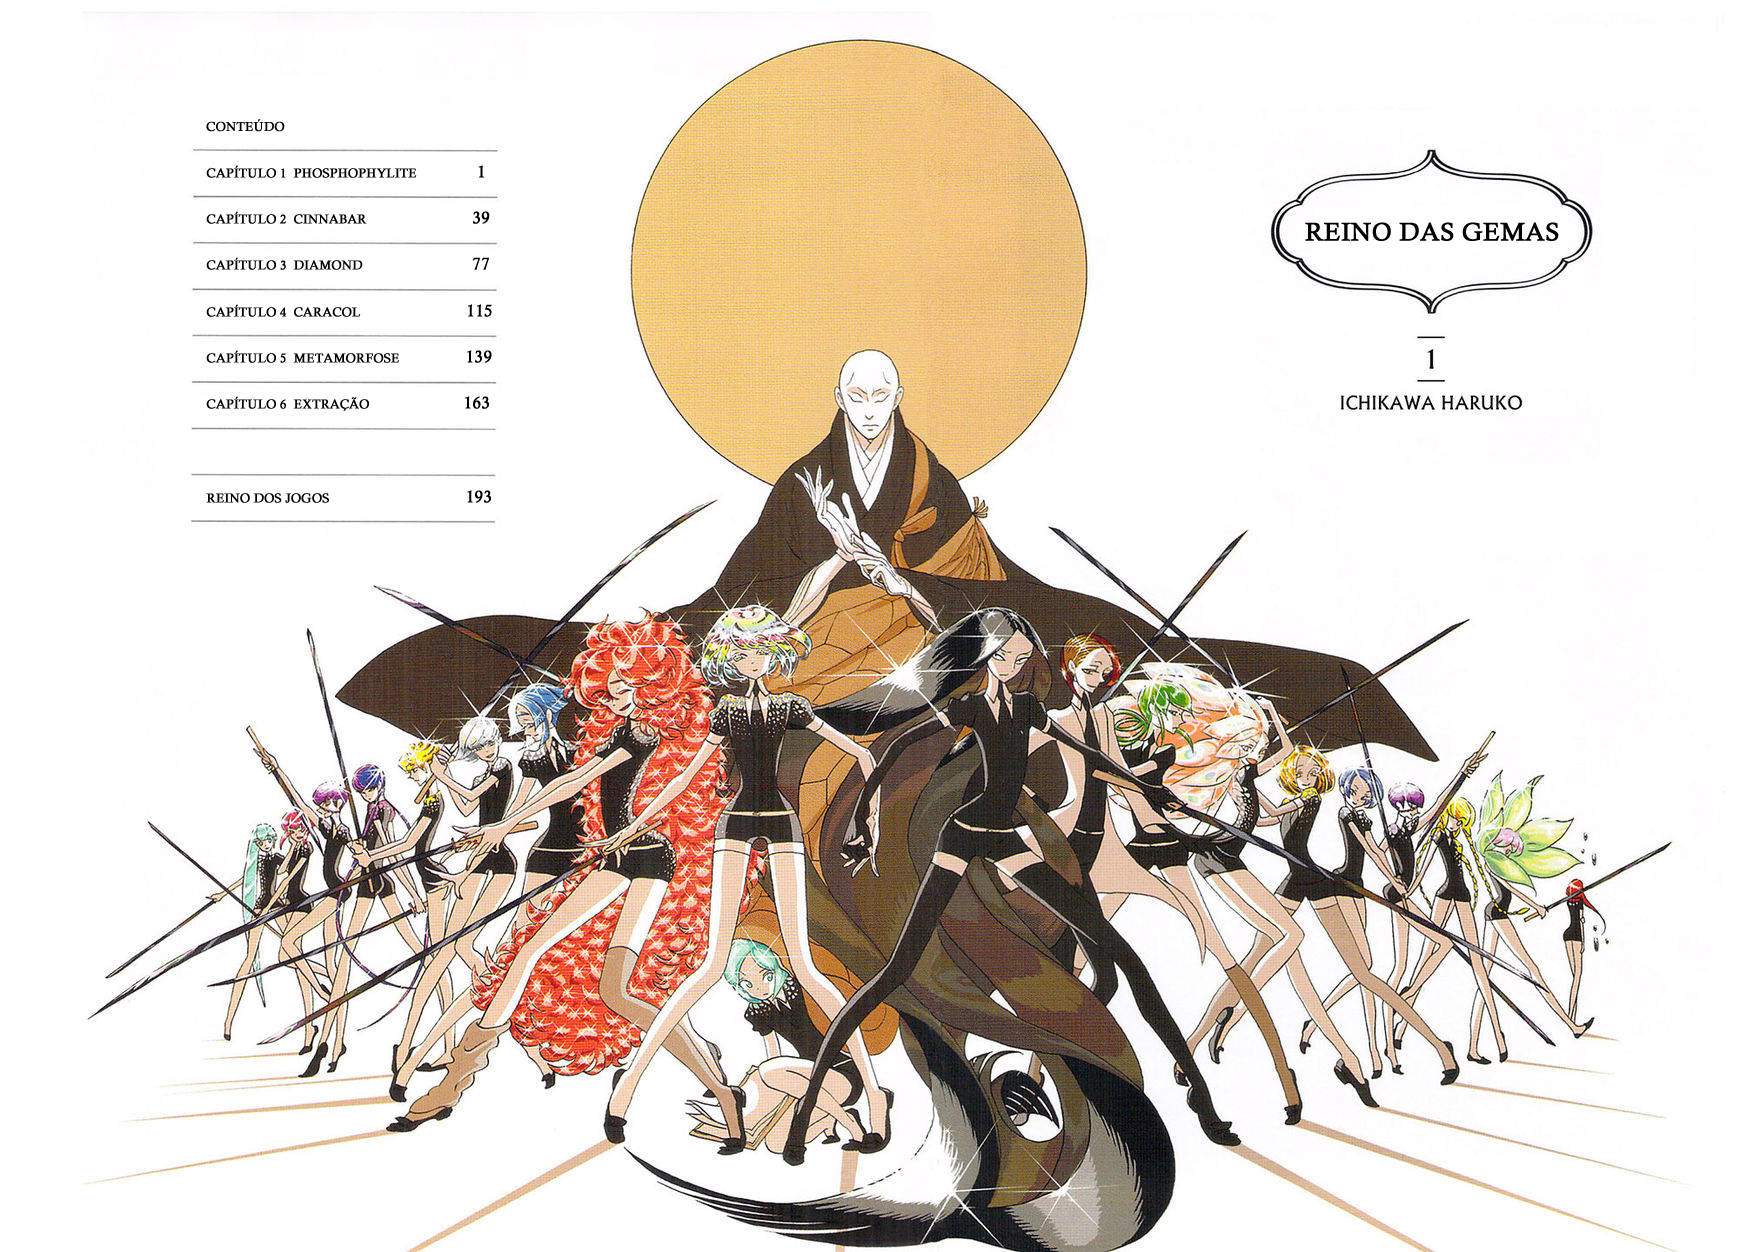 CONTEÚDO
CAPÍTULO 1 PHOSPHOPHYLITE 1
CAPÍTULO 2 CINNABAR 39
CAPÍTULO 3 DIAMOND 77
CAPÍTULO 4 CARACOL 115
CAPÍTULO 5 METAMORFOSE 139
CAPÍTULO 6 EXTRAÇÃO 163
REINO DOS JOGOS 193
REINO DAS GEMAS
1
ICHIKAWA HARUKO